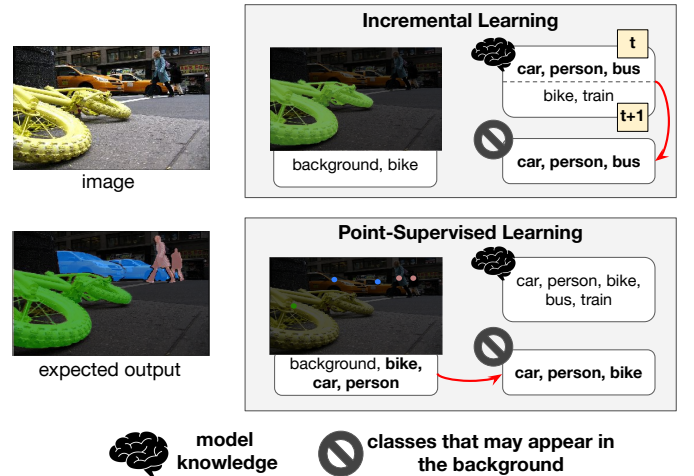 Incremental Learning
image
background, bike
t
car, person, bus
bike, train
t+1
car, person, bus
Point-Supervised Learning
expected output
background, bike,
car, person
car, person, bike,
bus, train
car, person, bike
model
knowledge
classes that may appear in
the background